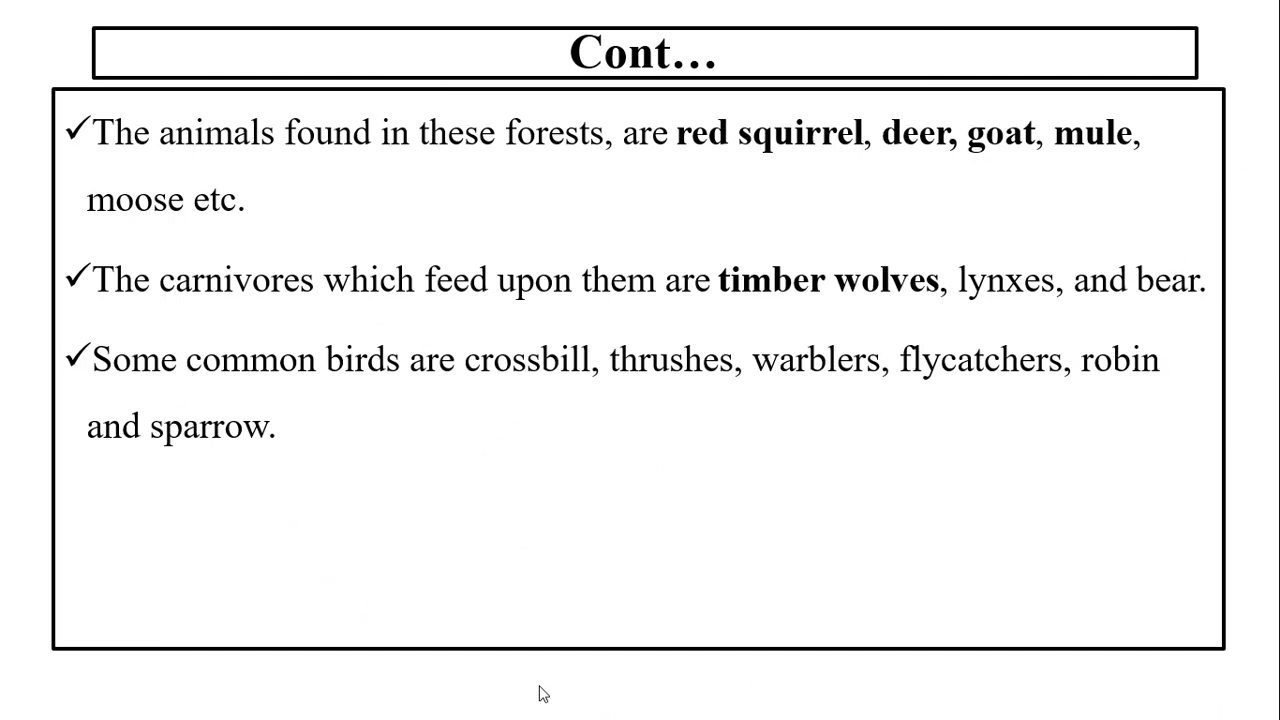 Cont…
✓The animals found in these forests, are red squirrel, deer, goat, mule,
moose etc.
✓The carnivores which feed upon them are timber wolves, lynxes, and bear.
✓Some common birds are crossbill, thrushes, warblers, flycatchers, robin
and sparrow.